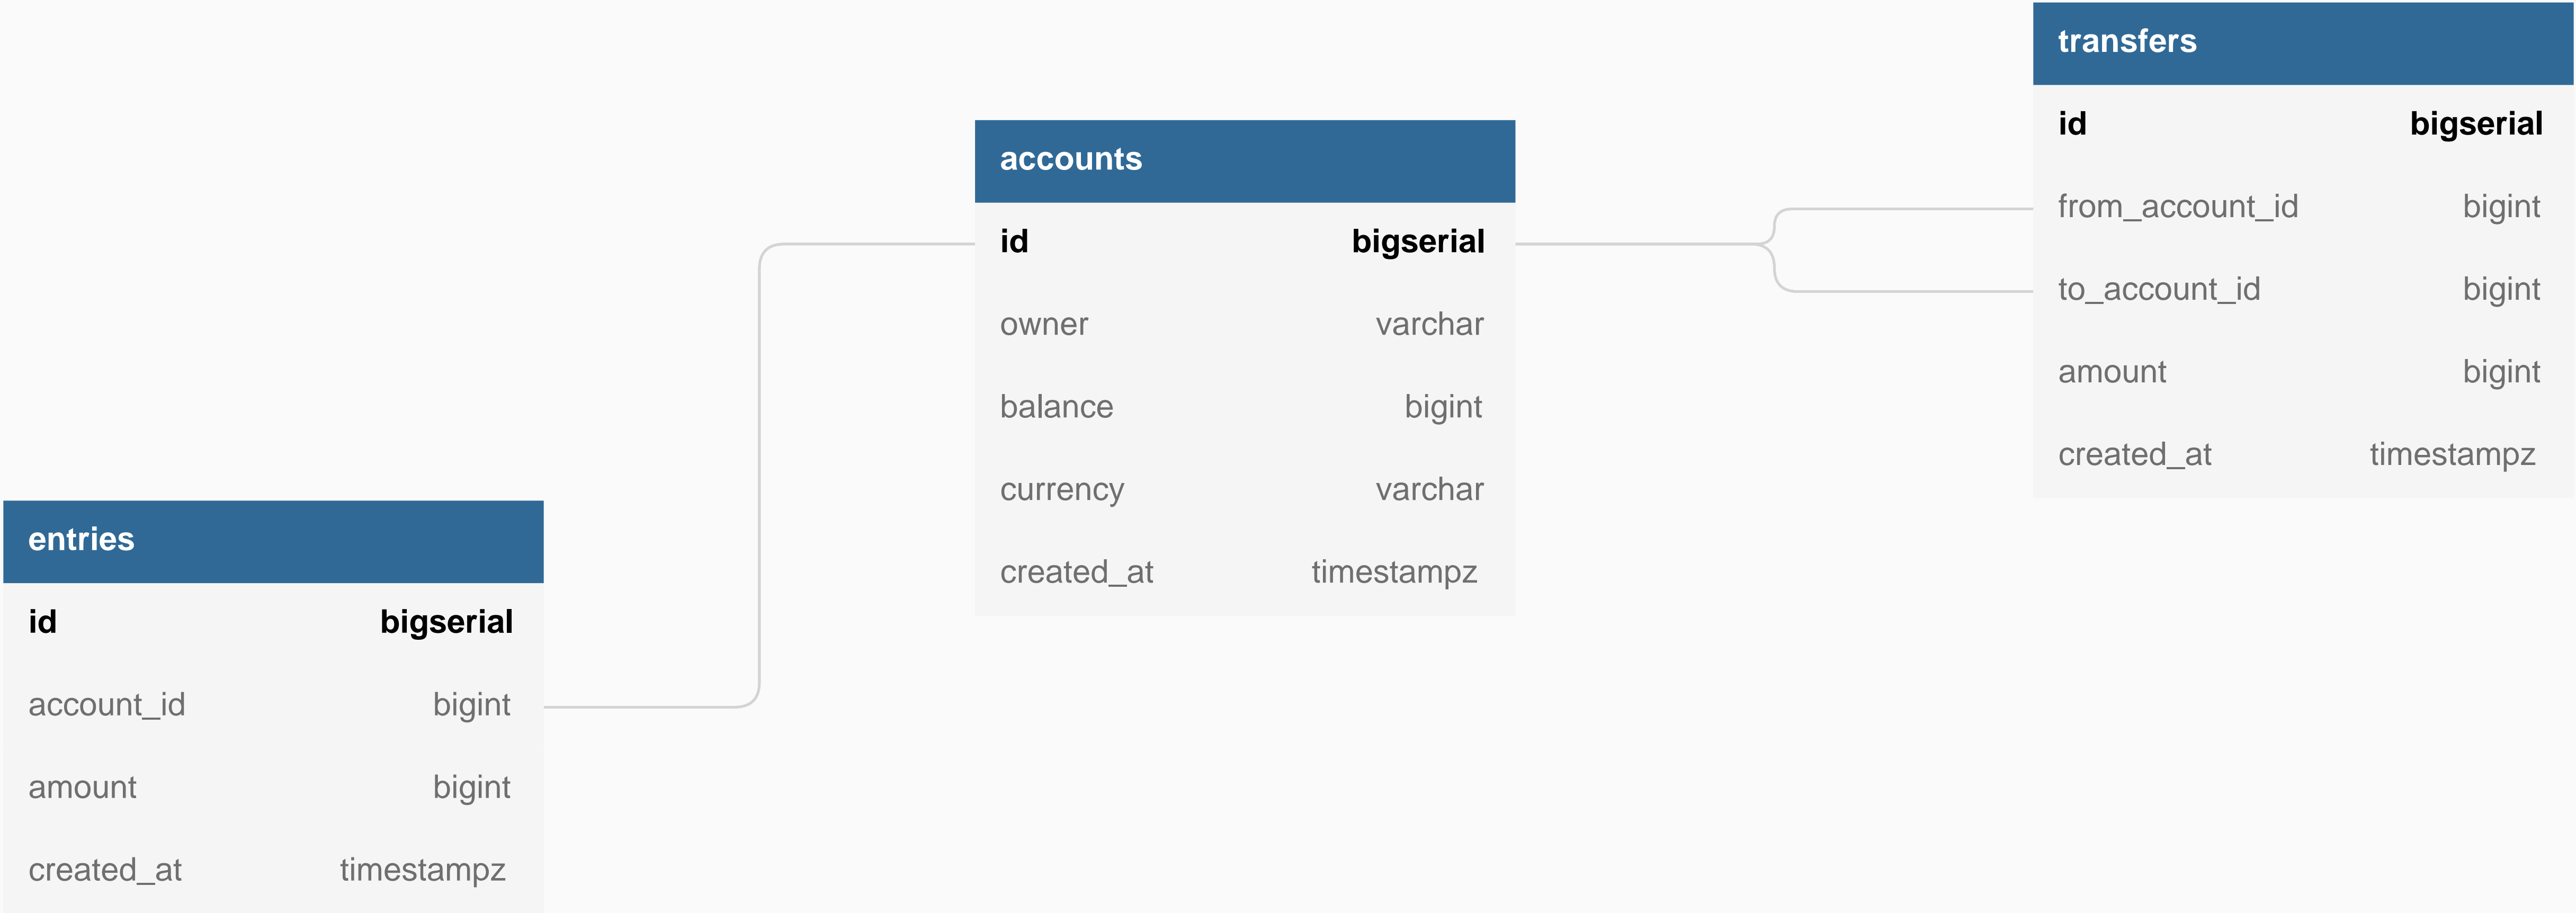 entries
id bigserial
account_id bigint
amount bigint
created_at timestampz
accounts
id bigserial
owner varchar
balance bigint
currency varchar
created_at timestampz
transfers
id bigserial
from_account_id bigint
to_account_id bigint
amount bigint
created_at timestampz